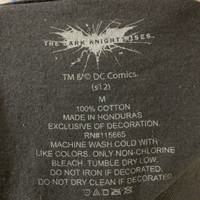 THE DARK KNIGHT RISES
TM & © DC Comics.
(s12)
M
100% COTTON
MADE IN HONDURAS
EXCLUSIVE OF DECORATION.
RN#115665
MACHINE WASH COLD WITH
LIKE COLORS. ONLY NON-CHLORINE
BLEACH. TUMBLE DRY LOW.
DO NOT IRON IF DECORATED.
DO NOT DRY CLEAN IF DECORATED.